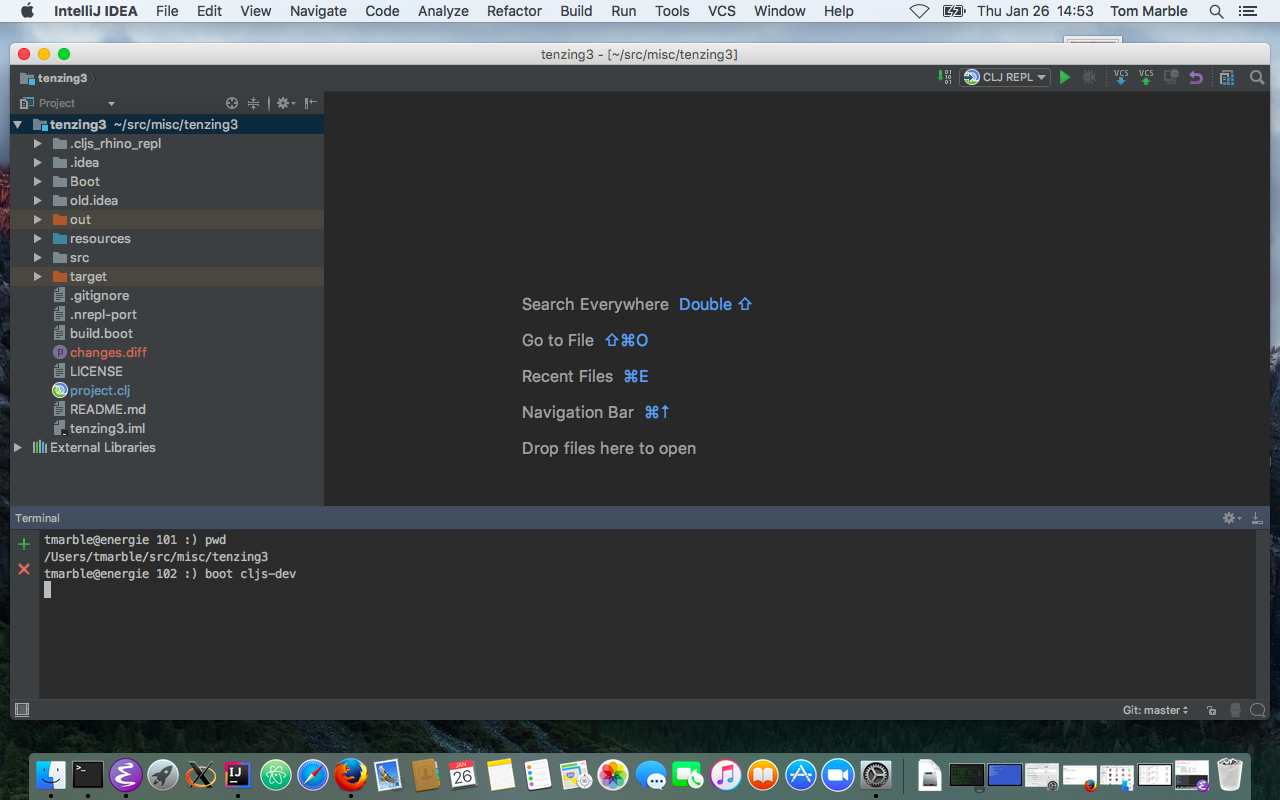 IntelliJ IDEA File Edit View Navigate Code Analyze Refactor Build Run Tools VCS Window Help Thu Jan 26 14:53 Tom Marble
tenzing3 - [~/src/misc/tenzing3]
tenzing3 CLJ REPL VCS VCS
Project
tenzing3 ~/src/misc/tenzing3
.cljs_rhino_repl
.idea
Boot
old.idea
out
resources
src
target
.gitignore
.nrepl-port
build.boot
changes.diff
LICENSE
project.clj
README.md
tenzing3.iml
External Libraries
Search Everywhere Double ⇧
Go to File ⇧⌘O
Recent Files ⌘E
Navigation Bar ⌘↑
Drop files here to open
Terminal
tmarble@energie 101 :) pwd
/Users/tmarble/src/misc/tenzing3
tmarble@energie 102 :) boot cljs-dev
Git: master
JAN
26